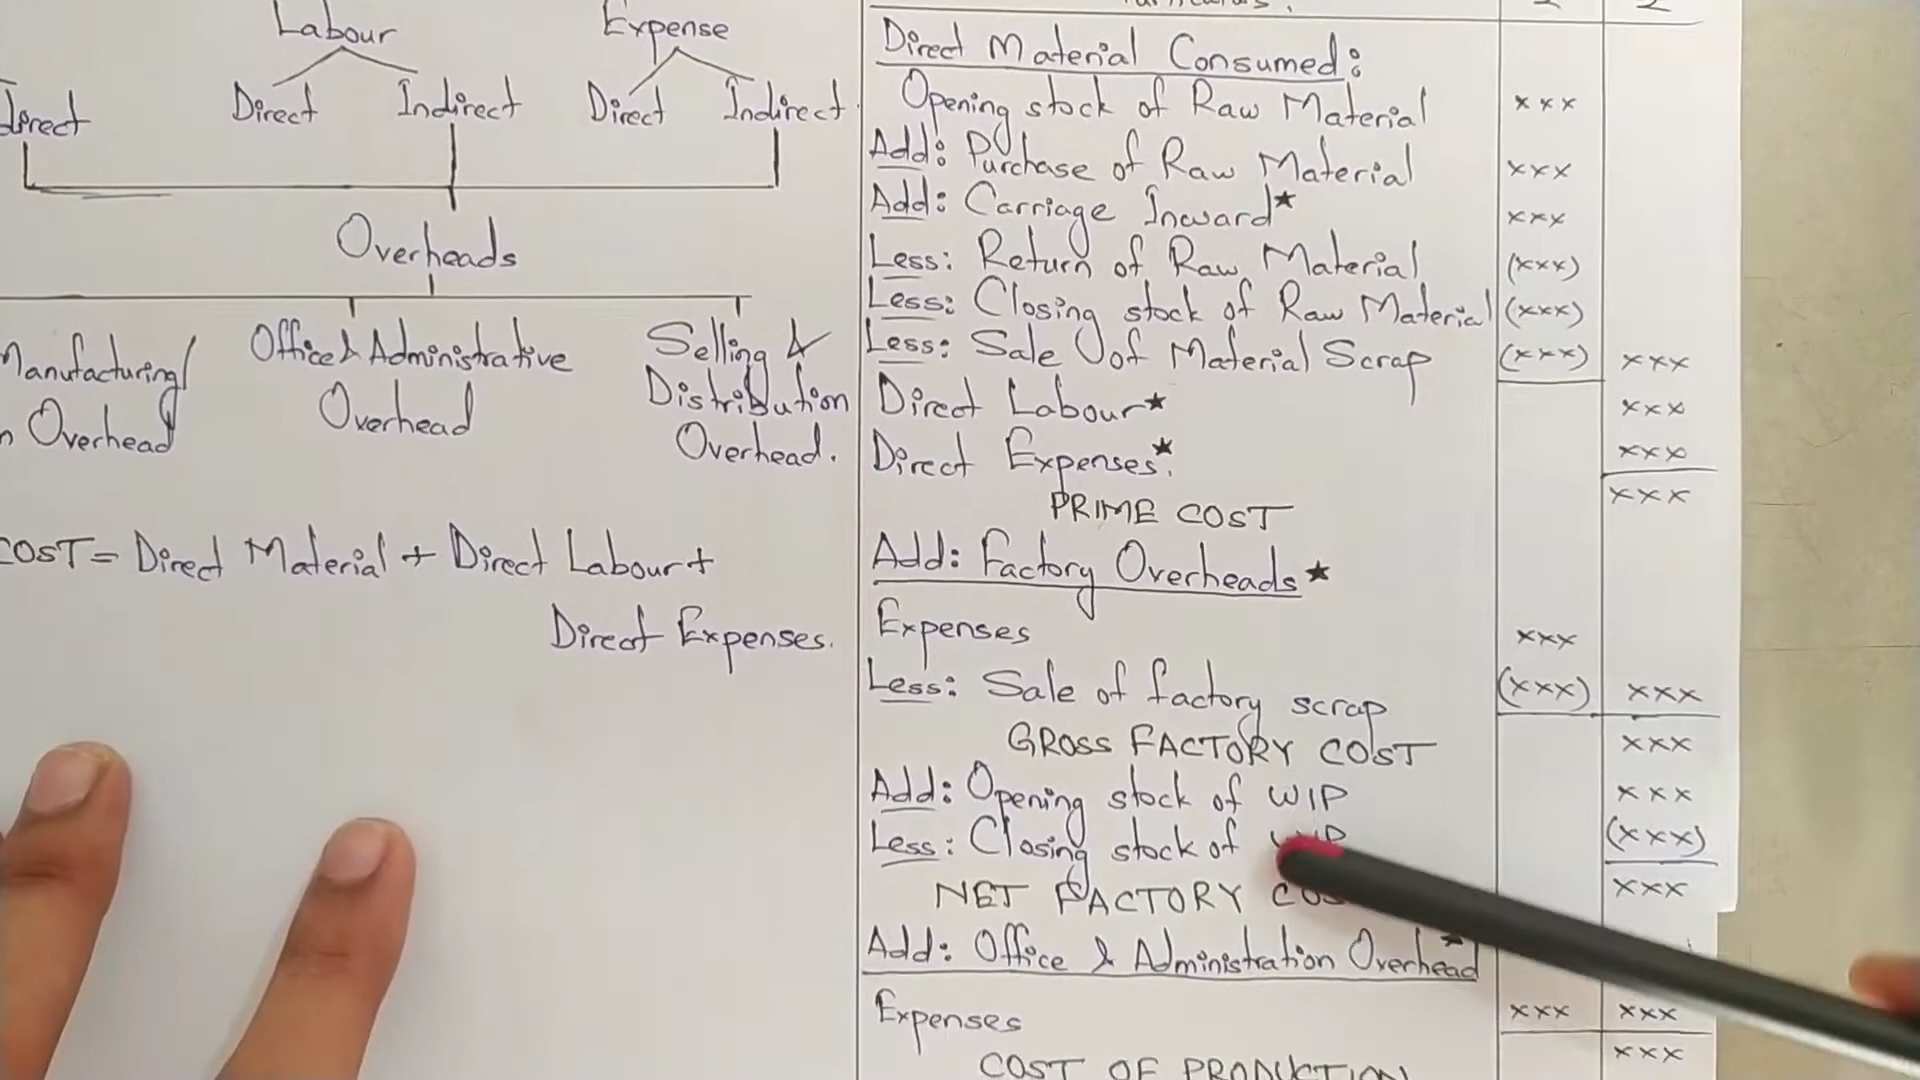 Labour
Expense
Direct
Indirect
Direct
Indirect
Overheads
Manufacturing/
Overhead
Office & Administrative
Overhead
Selling &
Distribution
Overhead.
COST = Direct Material + Direct Labour +
Direct Expenses.
Direct Material Consumed:
Opening stock of Raw Material xxx
Add: Purchase of Raw Material xxx
Add: Carriage Inward* xxx
Less: Return of Raw Material (xxx)
Less: Closing stock of Raw Material (xxx)
Less: Sale of Material Scrap (xxx) xxx
Direct Labour* xxx
Direct Expenses.* xxx
PRIME COST xxx
Add: Factory Overheads*
Expenses xxx
Less: Sale of factory scrap (xxx) xxx
GROSS FACTORY COST xxx
Add: Opening stock of WIP xxx
Less: Closing stock of (xxx)
NET FACTORY xxx
Add: Office & Administration Overhead*
Expenses xxx xxx
COST OF PRODUCTION xxx